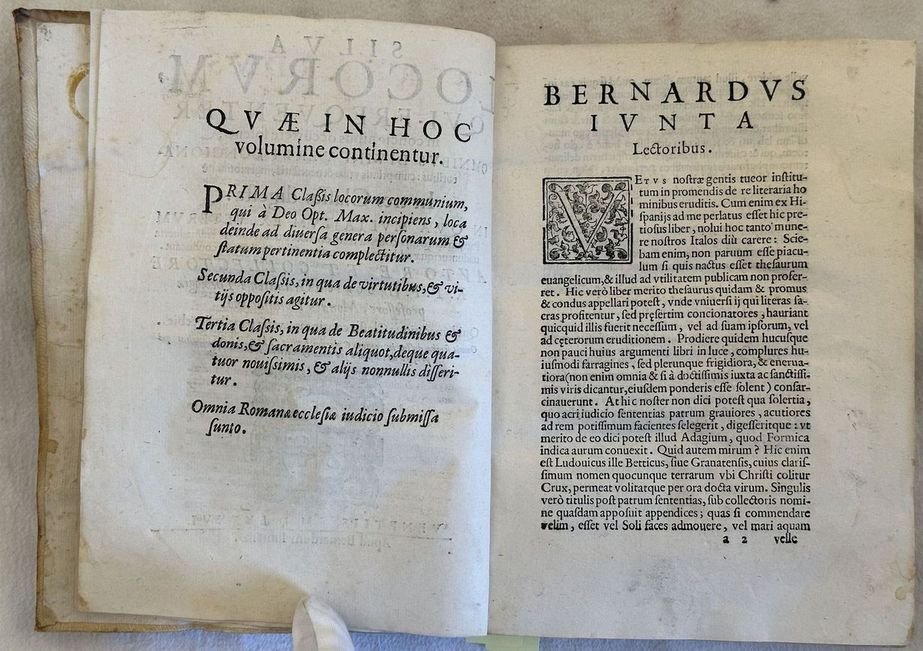 QVÆ IN HOC
volumine continentur.
PRIMA Classis locorum communium,
qui à Deo Opt. Max. incipiens, loca
deinde ad diuersa genera personarum &
statum pertinentia complectitur.
Secunda Classis, in qua de virtutibus, & vi-
tijs oppositis agitur.
Tertia Classis, in qua de Beatitudinibus &
donis, & sacramentis aliquot, deque qua-
tuor nouissimis, & alijs nonnullis disseri-
tur.
Omnia Romanæ ecclesiæ iudicio submissa
sunto.
BERNARDVS
IVNTA
Lectoribus.
VETVS nostræ gentis tueor institu-
tum in promendis de re literaria ho
minibus eruditis. Cum enim ex Hi-
spanijs ad me perlatus esset hic pre-
tiosus liber, nolui hoc tanto mune-
re nostros Italos diù carere: Scie-
bam enim, non paruum esse piacu-
lum si quis nactus esset thesaurum
euangelicum, & illud ad vtilitatem publicam non profer-
ret. Hic verò liber merito thesaurus quidam & promus
& condus appellari potest, vnde vniuersi ij qui literas sa-
cras profitentur, sed præsertim concionatores, hauriant
quicquid illis fuerit necessum, vel ad suam ipsorum, vel
ad cęterorum eruditionem. Prodiere quidem hucusque
non pauci huius argumenti libri in luce, complures hu-
iusmodi farragines, sed plerunque frigidiora, & enerua-
tiora (non enim omnia & si à doctissimis iuxta ac sanctissi-
mis viris dicantur, eiusdem ponderis esse solent) consar-
cinauerunt. At hic noster non dici potest qua solertia,
quo acri iudicio sententias patrum grauiores, acutiores
ad rem potissimum facientes selegerit, digesseritque: vt
merito de eo dici potest illud Adagium, quod Formica
indica aurum conuexit. Quid autem mirum? Hic enim
est Ludouicus ille Betticus, siue Granatensis, cuius claris-
simum nomen quocunque terrarum vbi Christi colitur
Crux, permeat volitatque per ora docta virum. Singulis
verò titulis post patrum sententias, sub collectoris nomi-
ne quasdam apposuit appendices; quas si commendare
velim, esset vel Soli faces admouere, vel mari aquam
a 2 velle